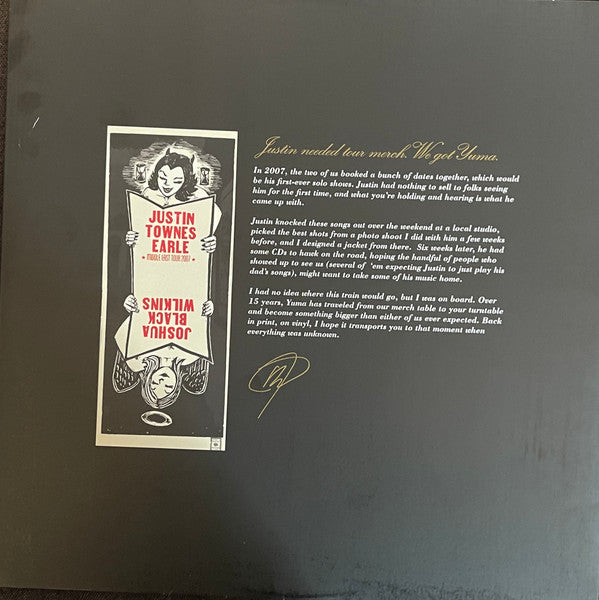 Justin needed tour merch. We got Yuma.
In 2007, the two of us booked a bunch of dates together, which would
be his first-ever solo shows. Justin had nothing to sell to folks seeing
him for the first time, and what you're holding and hearing is what he
came up with.
Justin knocked these songs out over the weekend at a local studio,
picked the best shots from a photo shoot I did with him a few weeks
before, and I designed a jacket from there.  Six weeks later, he had
some CDs to hawk on the road, hoping the handful of people who
showed up to see us (several of 'em expecting Justin to just play his
dad's songs), might want to take some of his music home.
I had no idea where this train would go, but I was on board. Over
15 years, Yuma has traveled from our merch table to your turntable
and become something bigger than either of us ever expected. Back
in print, on vinyl, I hope it transports you to that moment when
everything was unknown.
JUSTIN
TOWNES
EARLE
★ MIDDLE EAST TOUR 2007 ★
JOSHUA
BLACK
WILKINS